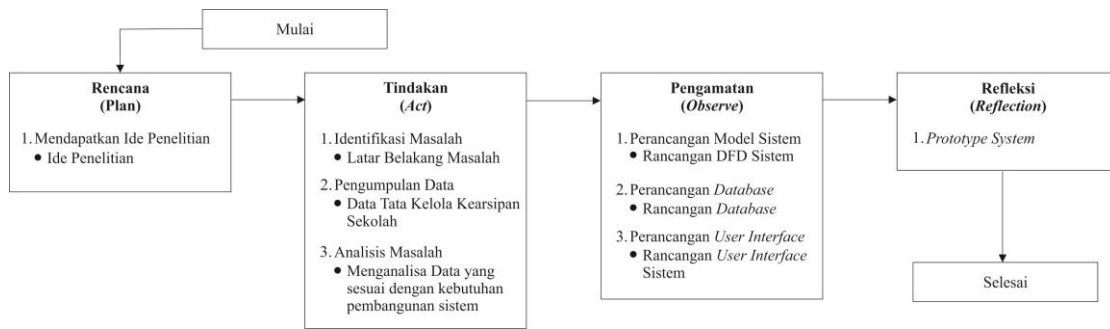 Mulai
Rencana
(Plan)
1. Mendapatkan Ide Penelitian
● Ide Penelitian
Tindakan
(Act)
1. Identifikasi Masalah
● Latar Belakang Masalah
2. Pengumpulan Data
● Data Tata Kelola Kearsipan
Sekolah
3. Analisis Masalah
● Menganalisa Data yang
sesuai dengan kebutuhan
pembangunan sistem
Pengamatan
(Observe)
1. Perancangan Model Sistem
● Rancangan DFD Sistem
2. Perancangan Database
● Rancangan Database
3. Perancangan User Interface
● Rancangan User Interface
Sistem
Refleksi
(Reflection)
1. Prototype System
Selesai